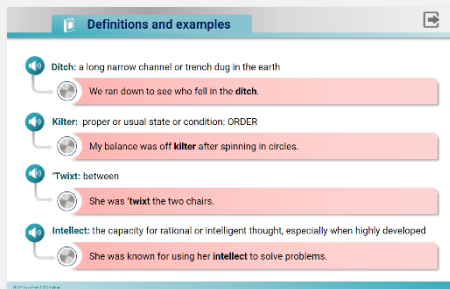 Definitions and examples
Ditch: a long narrow channel or trench dug in the earth
We ran down to see who fell in the ditch.
Kilter: proper or usual state or condition: ORDER
My balance was off kilter after spinning in circles.
'Twixt: between
She was 'twixt the two chairs.
Intellect: the capacity for rational or intelligent thought, especially when highly developed
She was known for using her intellect to solve problems.